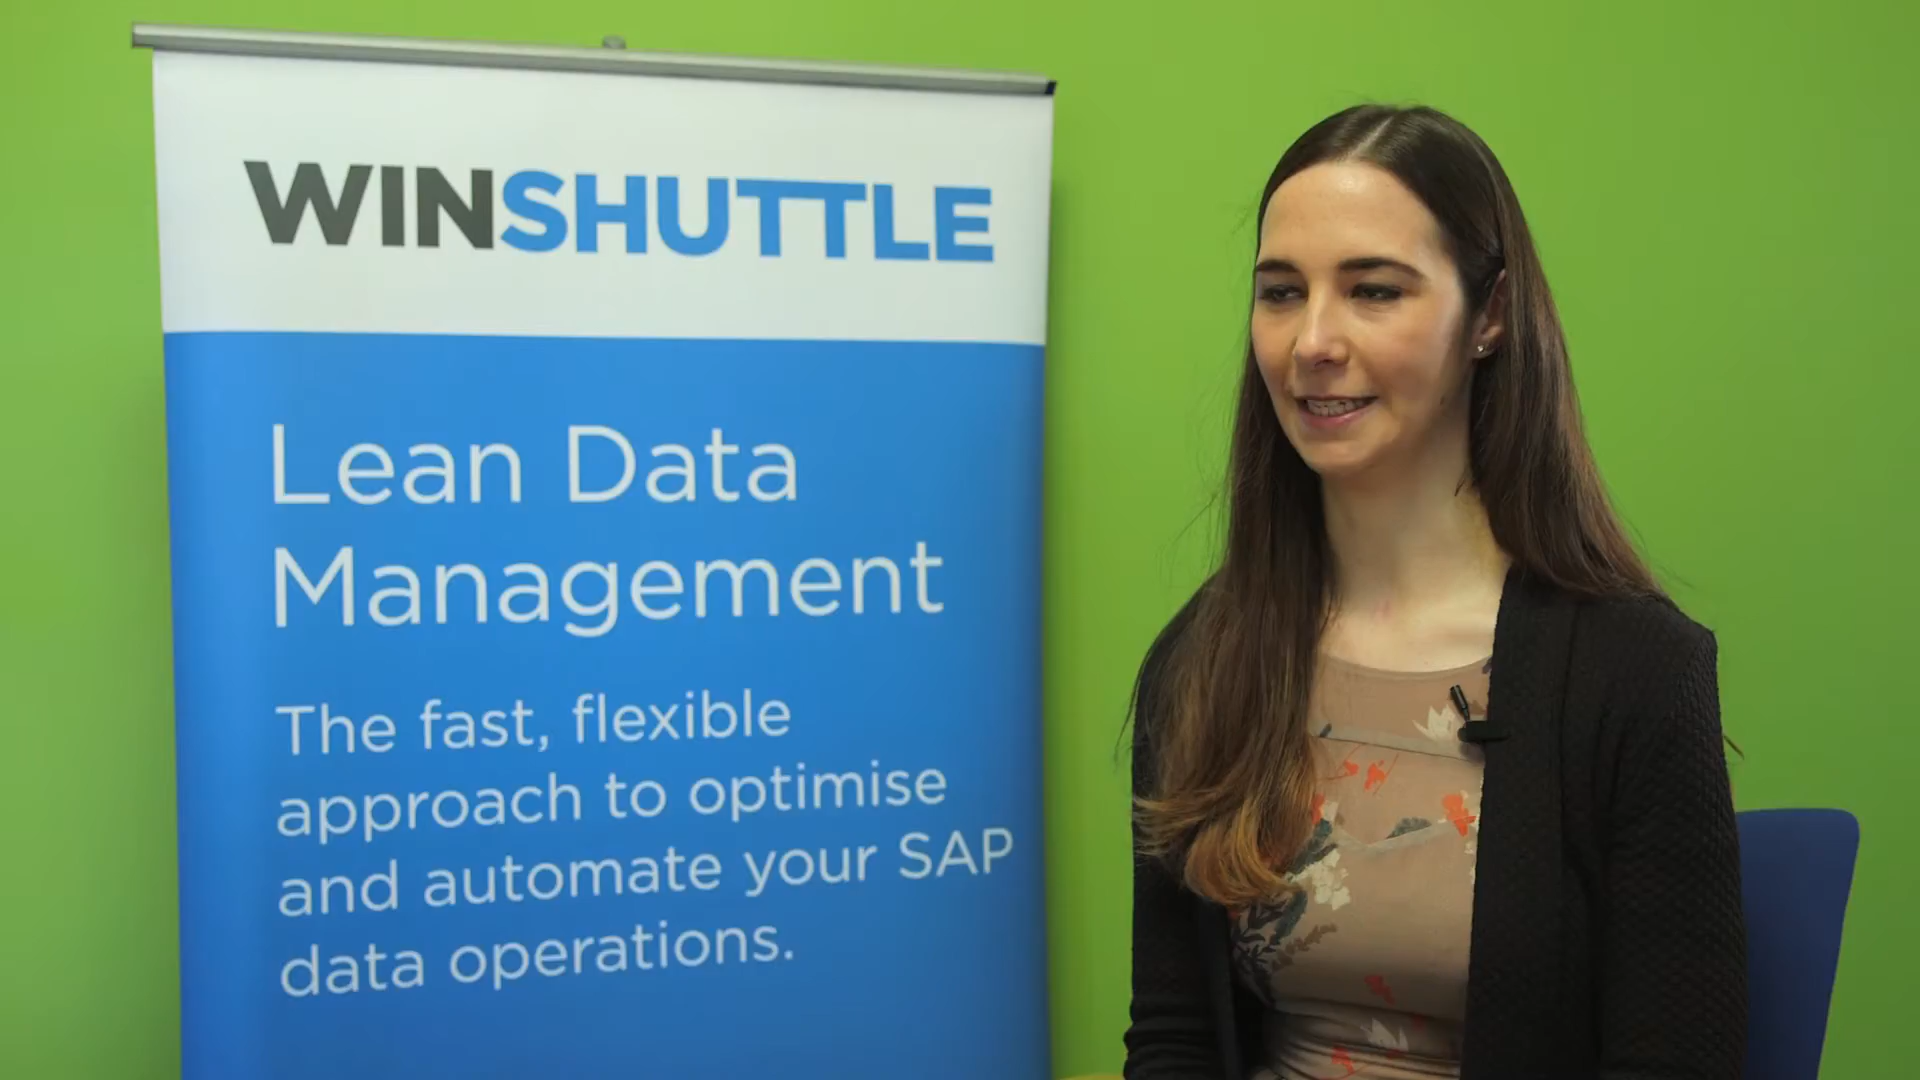 WINSHUTTLE
Lean Data
Management
The fast, flexible
approach to optimise
and automate your SAP
data operations.